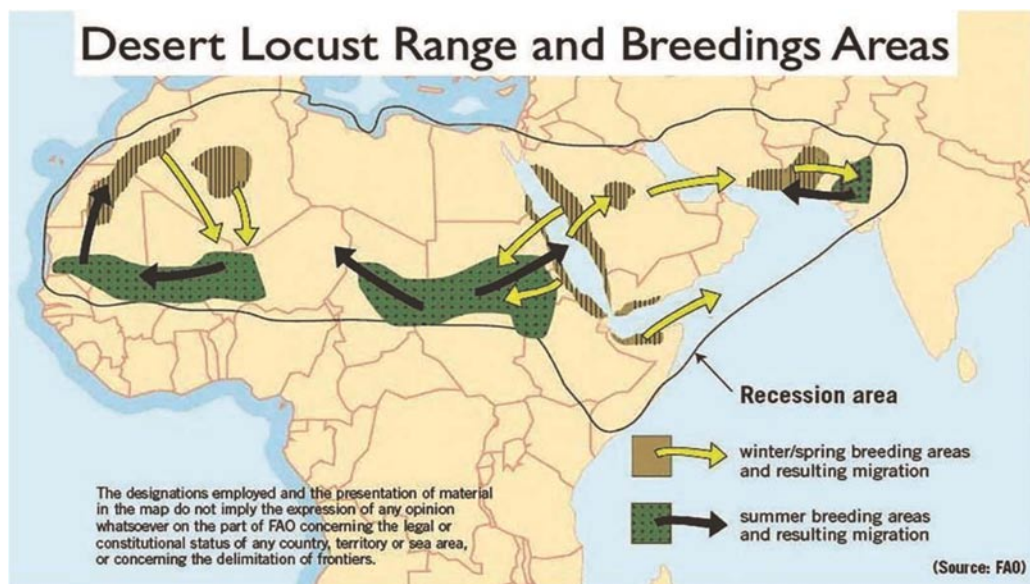 Desert Locust Range and Breedings Areas
Recession area
winter/spring breeding areas
and resulting migration
summer breeding areas
and resulting migration
The designations employed and the presentation of material
in the map do not imply the expression of any opinion
whatsoever on the part of FAO concerning the legal or
constitutional status of any country, territory or sea area,
or concerning the delimitation of frontiers.
(Source: FAO)